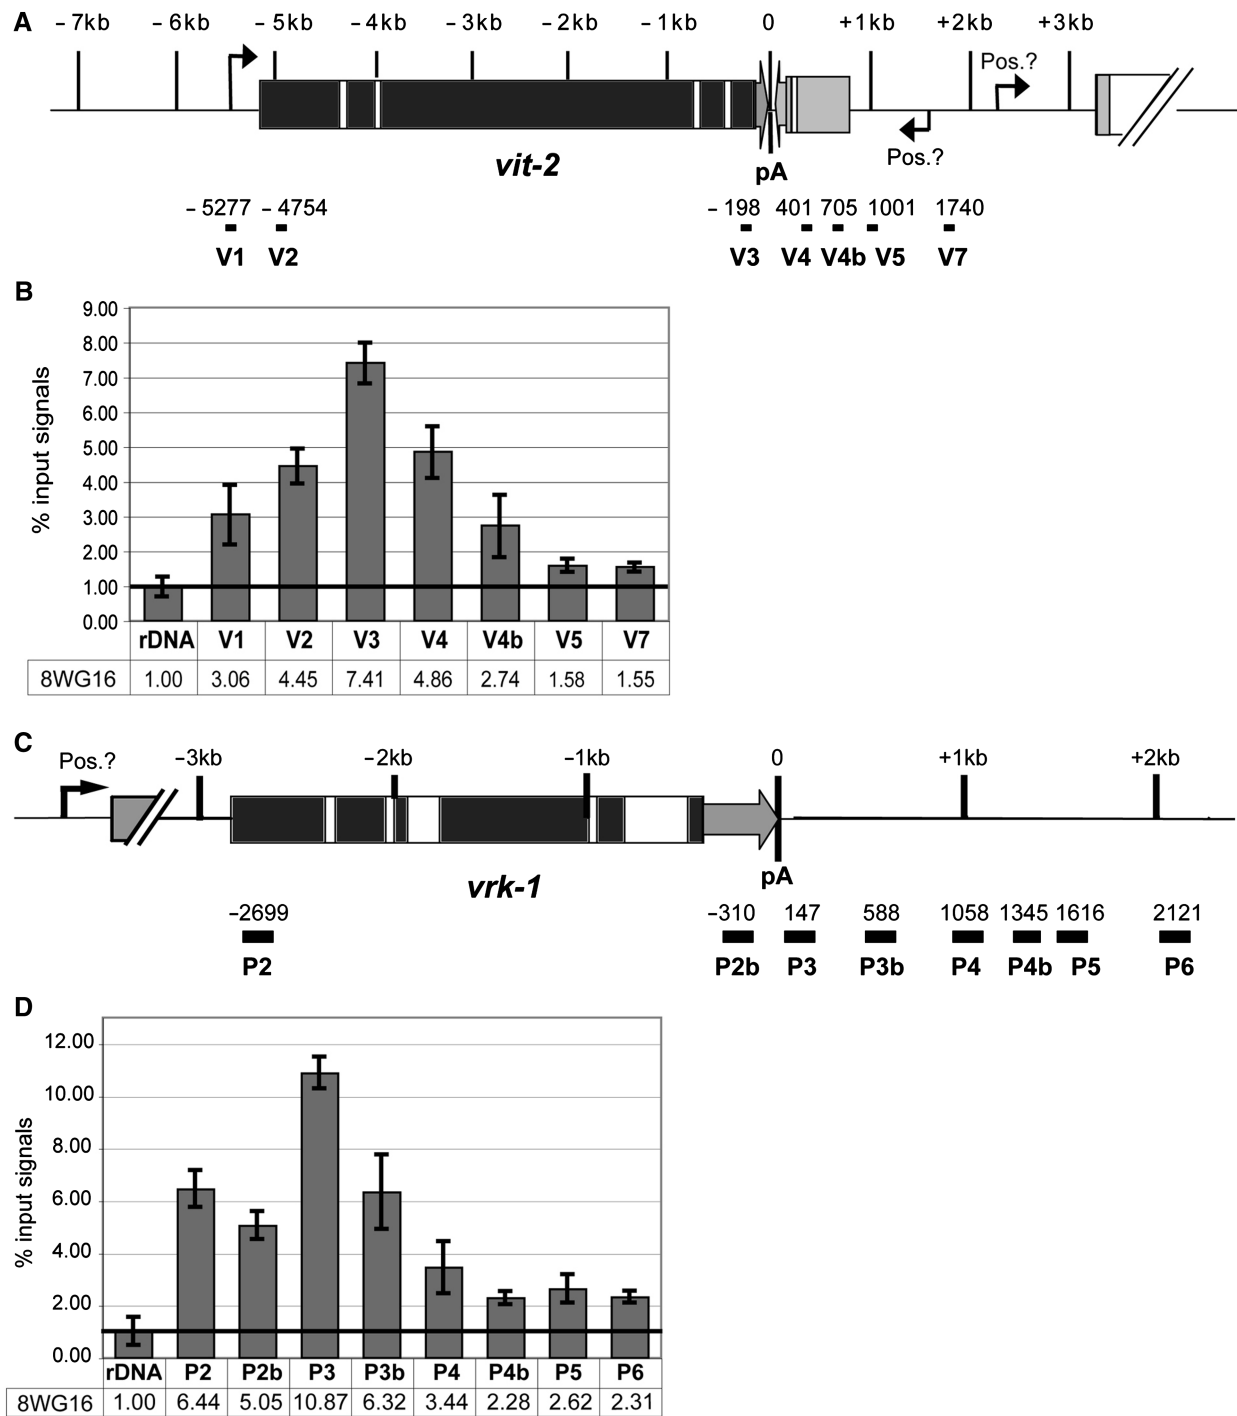 A
– 7kb – 6kb – 5kb – 4kb – 3kb – 2kb – 1kb 0 +1kb +2kb +3kb
Pos.?
Pos.?
vit-2
pA
– 5277 – 4754 – 198 401 705 1001 1740
V1 V2 V3 V4 V4b V5 V7
B
% input signals
9.00
8.00
7.00
6.00
5.00
4.00
3.00
2.00
1.00
0.00
rDNA V1 V2 V3 V4 V4b V5 V7
8WG16 1.00 3.06 4.45 7.41 4.86 2.74 1.58 1.55
C
Pos.? –3kb –2kb –1kb 0 +1kb +2kb
vrk-1
pA
–2699 –310 147 588 1058 1345 1616 2121
P2 P2b P3 P3b P4 P4b P5 P6
D
% input signals
12.00
10.00
8.00
6.00
4.00
2.00
0.00
rDNA P2 P2b P3 P3b P4 P4b P5 P6
8WG16 1.00 6.44 5.05 10.87 6.32 3.44 2.28 2.62 2.31